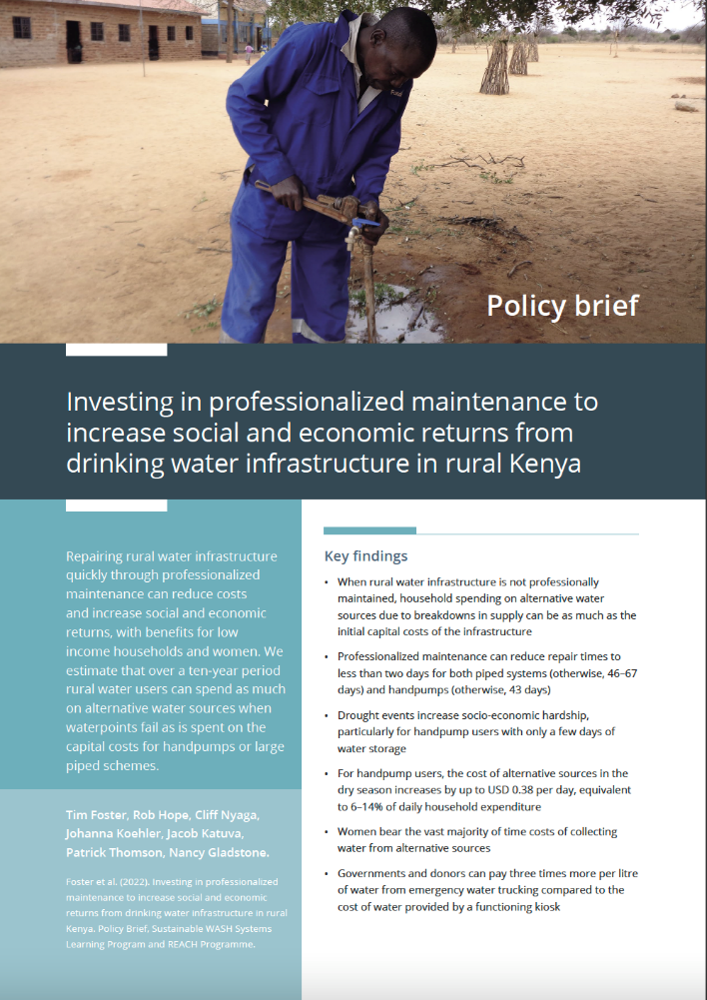 Policy brief
Investing in professionalized maintenance to
increase social and economic returns from
drinking water infrastructure in rural Kenya
Repairing rural water infrastructure
quickly through professionalized
maintenance can reduce costs
and increase social and economic
returns, with benefits for low
income households and women. We
estimate that over a ten-year period
rural water users can spend as much
on alternative water sources when
waterpoints fail as is spent on the
capital costs for handpumps or large
piped schemes.
Tim Foster, Rob Hope, Cliff Nyaga,
Johanna Koehler, Jacob Katuva,
Patrick Thomson, Nancy Gladstone.
Foster et al. (2022). Investing in professionalized
maintenance to increase social and economic
returns from drinking water infrastructure in rural
Kenya. Policy Brief, Sustainable WASH Systems
Learning Program and REACH Programme.
Key findings
• When rural water infrastructure is not professionally
maintained, household spending on alternative water
sources due to breakdowns in supply can be as much as the
initial capital costs of the infrastructure
• Professionalized maintenance can reduce repair times to
less than two days for both piped systems (otherwise, 46–67
days) and handpumps (otherwise, 43 days)
• Drought events increase socio-economic hardship,
particularly for handpump users with only a few days of
water storage
• For handpump users, the cost of alternative sources in the
dry season increases by up to USD 0.38 per day, equivalent
to 6–14% of daily household expenditure
• Women bear the vast majority of time costs of collecting
water from alternative sources
• Governments and donors can pay three times more per litre
of water from emergency water trucking compared to the
cost of water provided by a functioning kiosk